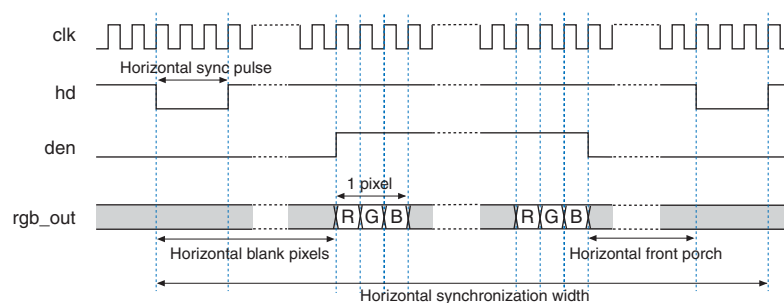 clk
Horizontal sync pulse
hd
den
1 pixel
rgb_out
R G B
R G B
Horizontal blank pixels
Horizontal front porch
Horizontal synchronization width